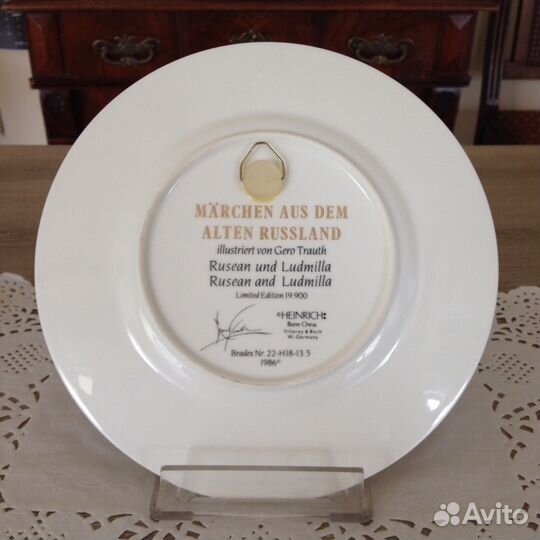 MÄRCHEN AUS DEM
ALTEN RUSSLAND
illustriert von Gero Trauth
Rusean und Ludmilla
Rusean and Ludmilla
Limited Edition 19.900
©HEINRICH
Bone China
Villeroy & Boch
W.-Germany
Bradex Nr. 22-H18-13.5
1986©
Avito